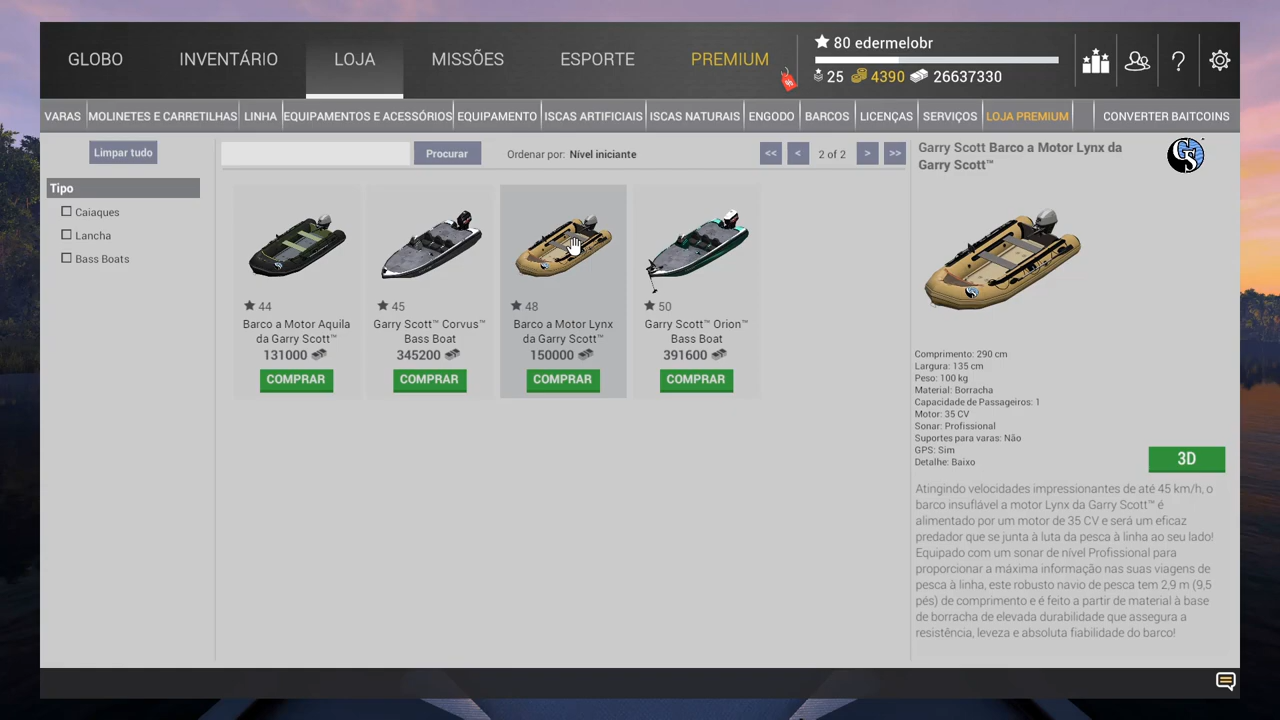 GLOBO INVENTÁRIO LOJA MISSÕES ESPORTE PREMIUM
80 edermelobr
25 4390 26637330
VARAS MOLINETES E CARRETILHAS LINHA EQUIPAMENTOS E ACESSÓRIOS EQUIPAMENTO ISCAS ARTIFICIAIS ISCAS NATURAIS ENGODO BARCOS LICENÇAS SERVIÇOS LOJA PREMIUM CONVERTER BAITCOINS
Limpar tudo
Procurar
Ordenar por: Nível iniciante
<< < 2 of 2 > >>
Tipo
Caiaques
Lancha
Bass Boats
44
Barco a Motor Aquila
da Garry Scott™
131000
COMPRAR
45
Garry Scott™ Corvus™
Bass Boat
345200
COMPRAR
48
Barco a Motor Lynx
da Garry Scott™
150000
COMPRAR
50
Garry Scott™ Orion™
Bass Boat
391600
COMPRAR
Garry Scott Barco a Motor Lynx da
Garry Scott™
Comprimento: 290 cm
Largura: 135 cm
Peso: 100 kg
Material: Borracha
Capacidade de Passageiros: 1
Motor: 35 CV
Sonar: Profissional
Suportes para varas: Não
GPS: Sim
Detalhe: Baixo
3D
Atingindo velocidades impressionantes de até 45 km/h, o
barco insuflável a motor Lynx da Garry Scott™ é
alimentado por um motor de 35 CV e será um eficaz
predador que se junta à luta da pesca à linha ao seu lado!
Equipado com um sonar de nível Profissional para
proporcionar a máxima informação nas suas viagens de
pesca à linha, este robusto navio de pesca tem 2,9 m (9,5
pés) de comprimento e é feito a partir de material à base
de borracha de elevada durabilidade que assegura a
resistência, leveza e absoluta fiabilidade do barco!